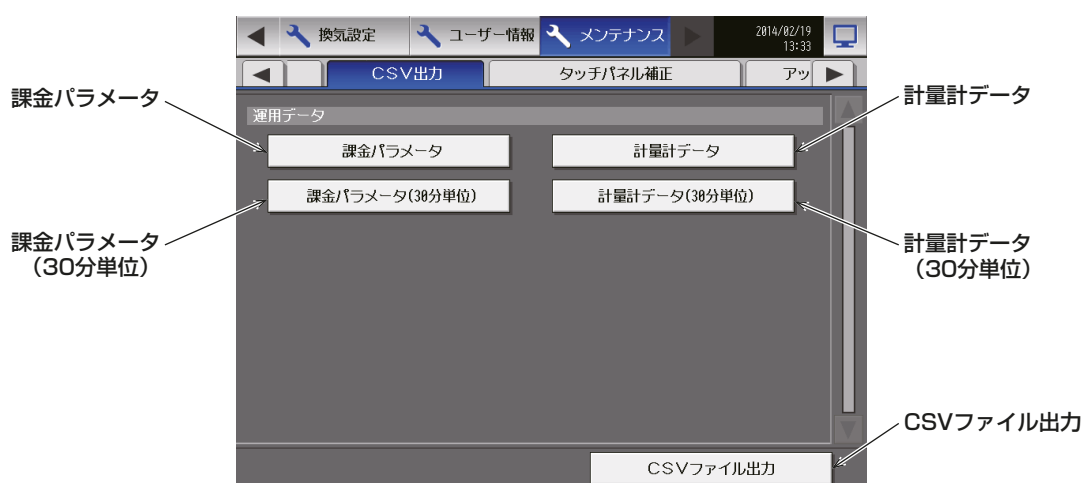 換気設定 ユーザー情報 メンテナンス 2014/02/19
13:33
CSV出力 タッチパネル補正 アッ
課金パラメータ 計量計データ
運用データ
課金パラメータ 計量計データ
課金パラメータ(30分単位) 計量計データ(30分単位)
課金パラメータ
（30分単位）
計量計データ
（30分単位）
CSVファイル出力
CSVファイル出力